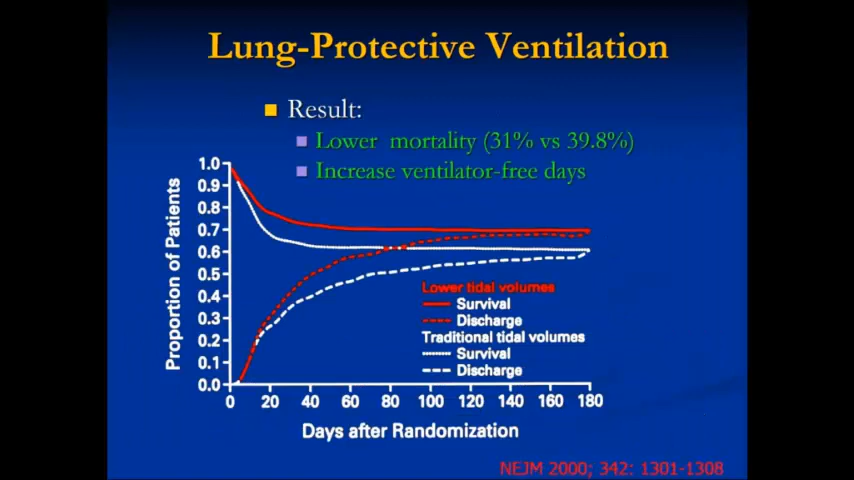 Lung-Protective Ventilation
Result:
Lower mortality (31% vs 39.8%)
Increase ventilator-free days
Proportion of Patients
1.0
0.9
0.8
0.7
0.6
0.5
0.4
0.3
0.2
0.1
0.0
Lower tidal volumes
Survival
Discharge
Traditional tidal volumes
Survival
Discharge
0 20 40 60 80 100 120 140 160 180
Days after Randomization
NEJM 2000; 342: 1301-1308